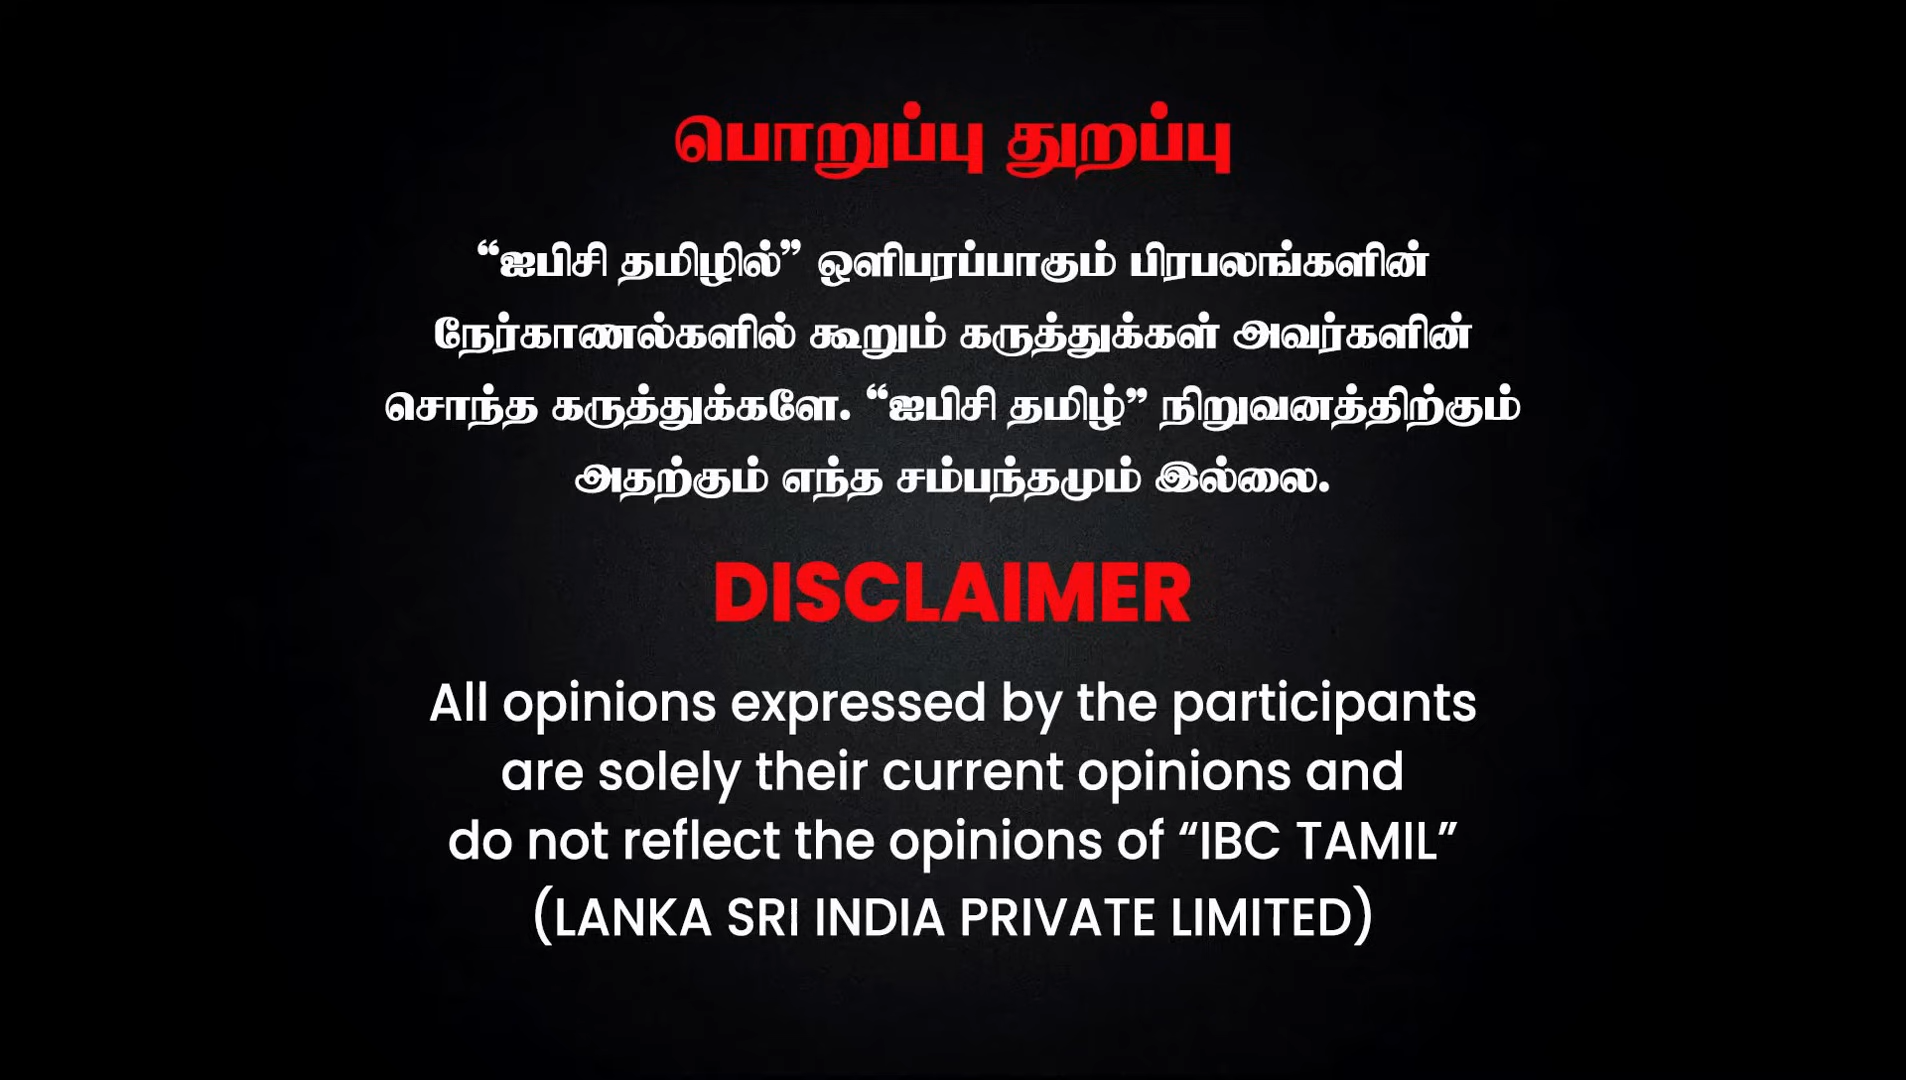 பொறுப்பு துறப்பு
“ஐபிசி தமிழில்” ஒளிபரப்பாகும் பிரபலங்களின்
நேர்காணல்களில் கூறும் கருத்துக்கள் அவர்களின்
சொந்த கருத்துக்களே. “ஐபிசி தமிழ்” நிறுவனத்திற்கும்
அதற்கும் எந்த சம்பந்தமும் இல்லை.
DISCLAIMER
All opinions expressed by the participants
are solely their current opinions and
do not reflect the opinions of “IBC TAMIL”
(LANKA SRI INDIA PRIVATE LIMITED)